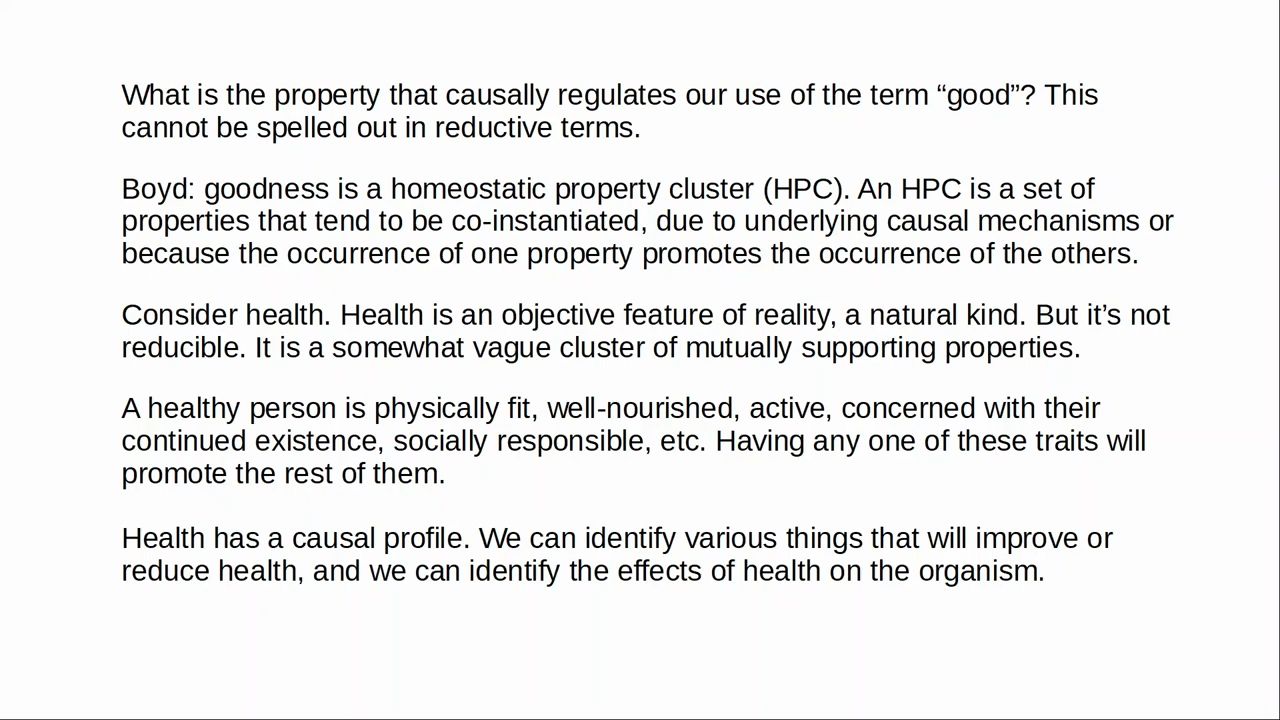 What is the property that causally regulates our use of the term “good”? This
cannot be spelled out in reductive terms.
Boyd: goodness is a homeostatic property cluster (HPC). An HPC is a set of
properties that tend to be co-instantiated, due to underlying causal mechanisms or
because the occurrence of one property promotes the occurrence of the others.
Consider health. Health is an objective feature of reality, a natural kind. But it’s not
reducible. It is a somewhat vague cluster of mutually supporting properties.
A healthy person is physically fit, well-nourished, active, concerned with their
continued existence, socially responsible, etc. Having any one of these traits will
promote the rest of them.
Health has a causal profile. We can identify various things that will improve or
reduce health, and we can identify the effects of health on the organism.